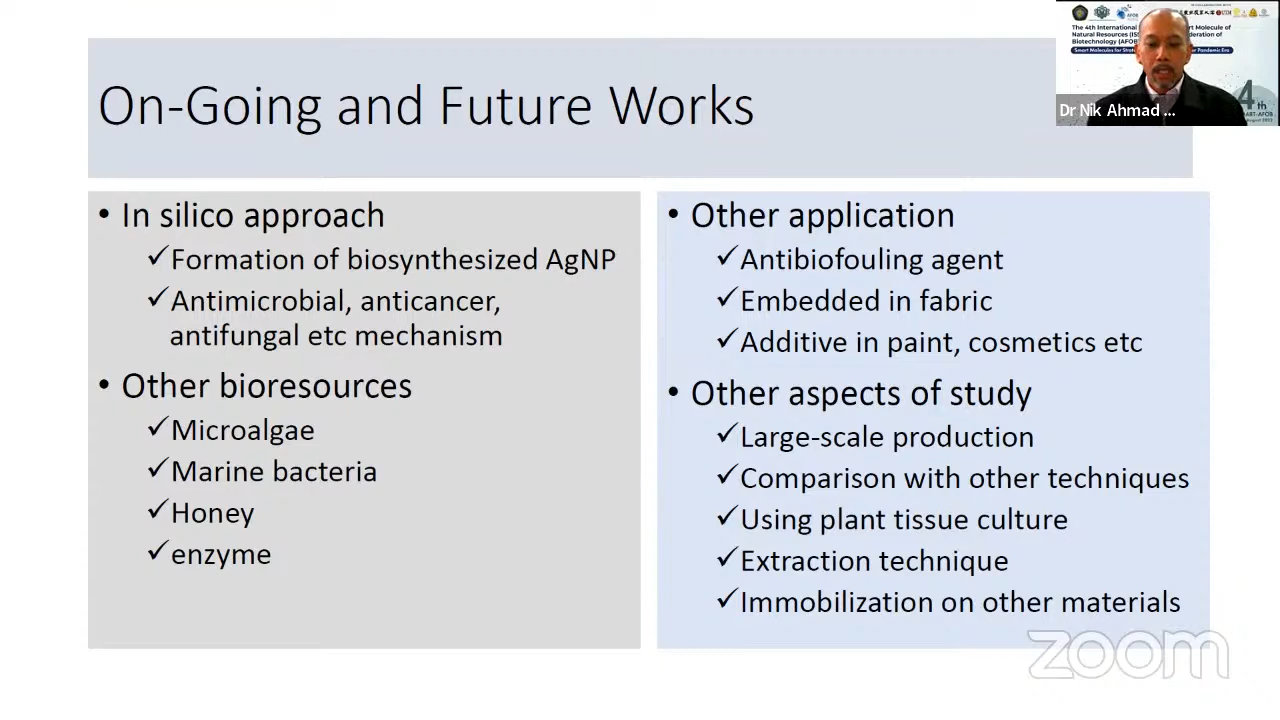 On-Going and Future Works
• In silico approach
✓Formation of biosynthesized AgNP
✓Antimicrobial, anticancer,
antifungal etc mechanism
• Other bioresources
✓Microalgae
✓Marine bacteria
✓Honey
✓enzyme
• Other application
✓Antibiofouling agent
✓Embedded in fabric
✓Additive in paint, cosmetics etc
• Other aspects of study
✓Large-scale production
✓Comparison with other techniques
✓Using plant tissue culture
✓Extraction technique
✓Immobilization on other materials
The 4th International
Natural Resources
Biotechnology (AFOB
Smart Molecules for
Pandemic Era
4th
Dr Nik Ahmad ...
zoom